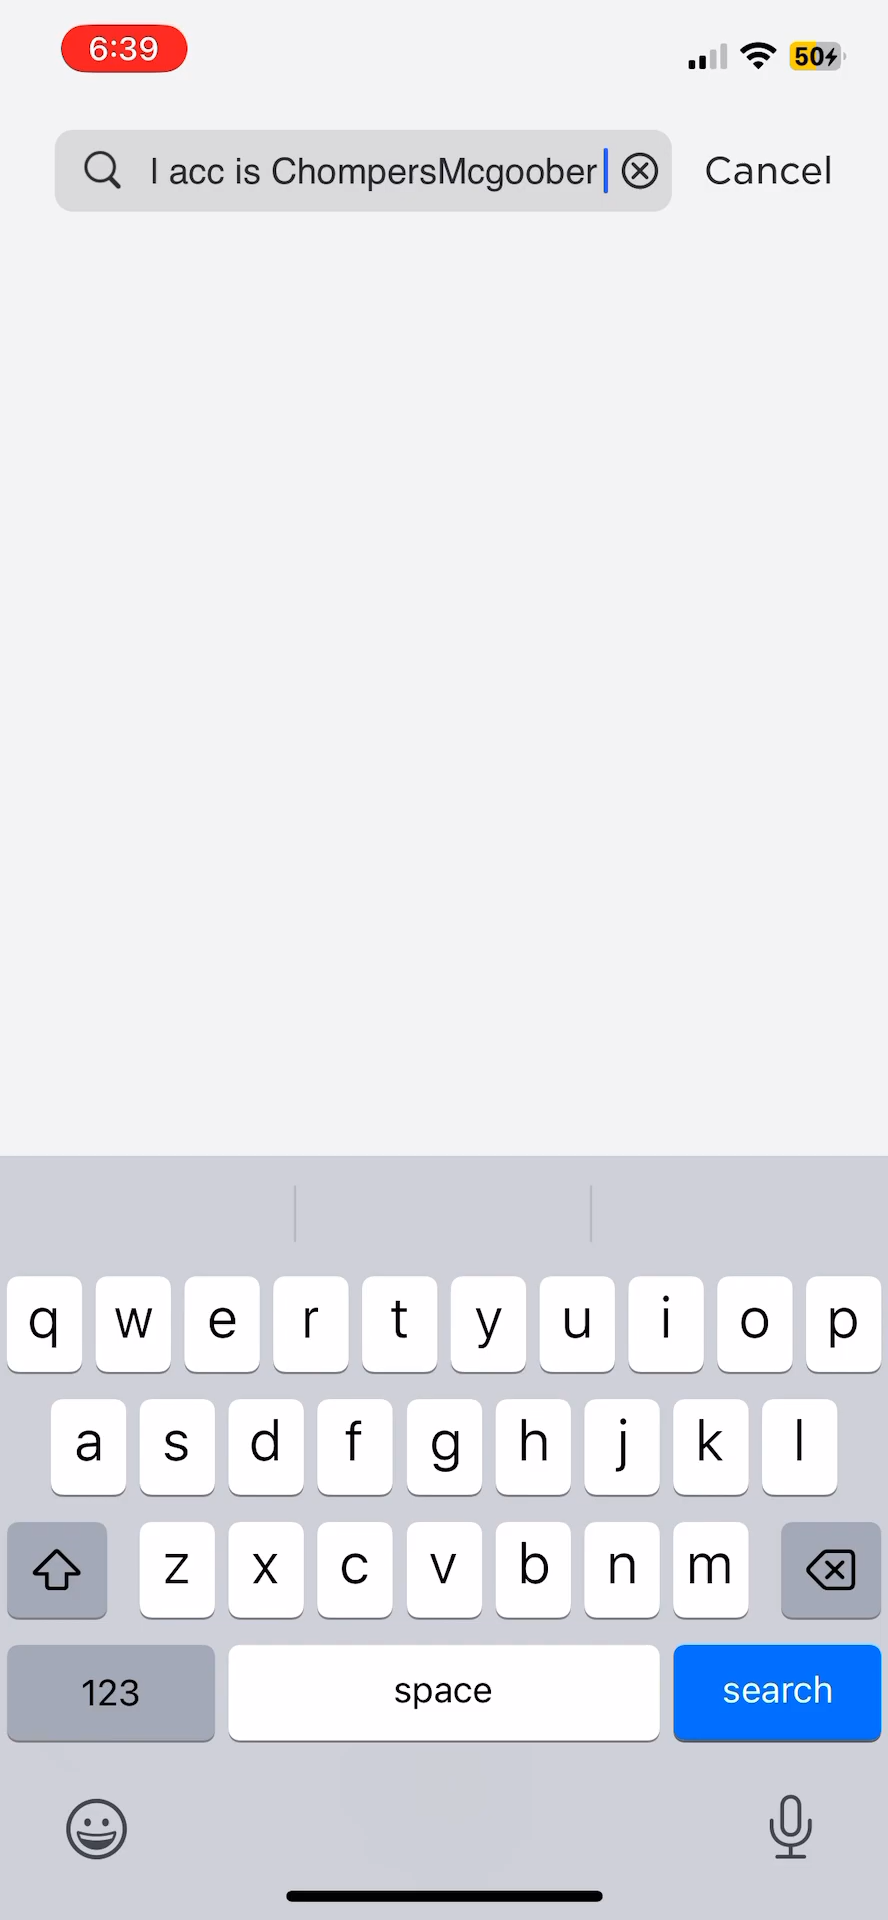 6:39
50
l acc is ChompersMcgoober
Cancel
q w e r t y u i o p
a s d f g h j k l
z x c v b n m
123 space search